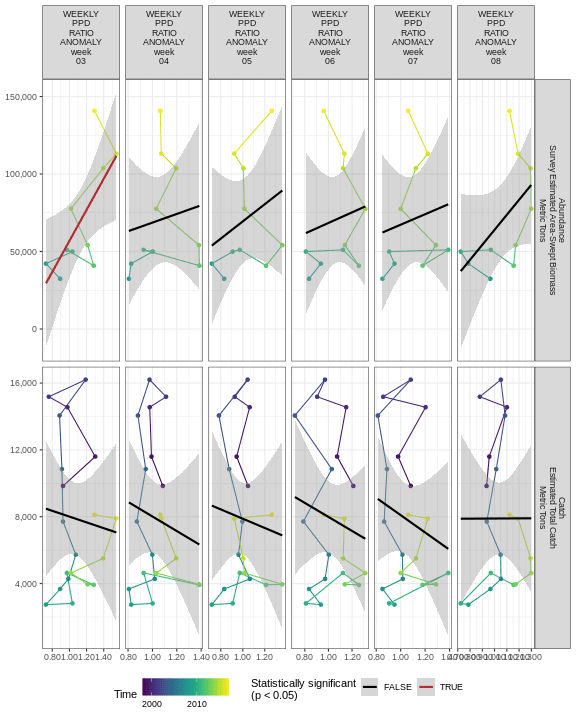 WEEKLY
PPD
RATIO
ANOMALY
week
03
WEEKLY
PPD
RATIO
ANOMALY
week
04
WEEKLY
PPD
RATIO
ANOMALY
week
05
WEEKLY
PPD
RATIO
ANOMALY
week
06
WEEKLY
PPD
RATIO
ANOMALY
week
07
WEEKLY
PPD
RATIO
ANOMALY
week
08
150,000
100,000
50,000
0
Abundance
Survey Estimated Area-Swept Biomass
Metric Tons
16,000
12,000
8,000
4,000
Catch
Estimated Total Catch
Metric Tons
0.80 1.00 1.20 1.40
0.80 1.00 1.20 1.40
0.80 1.00 1.20
0.80 1.00 1.20
0.80 1.00 1.20
Time
2000 2010
Statistically significant
(p < 0.05)
FALSE
TRUE